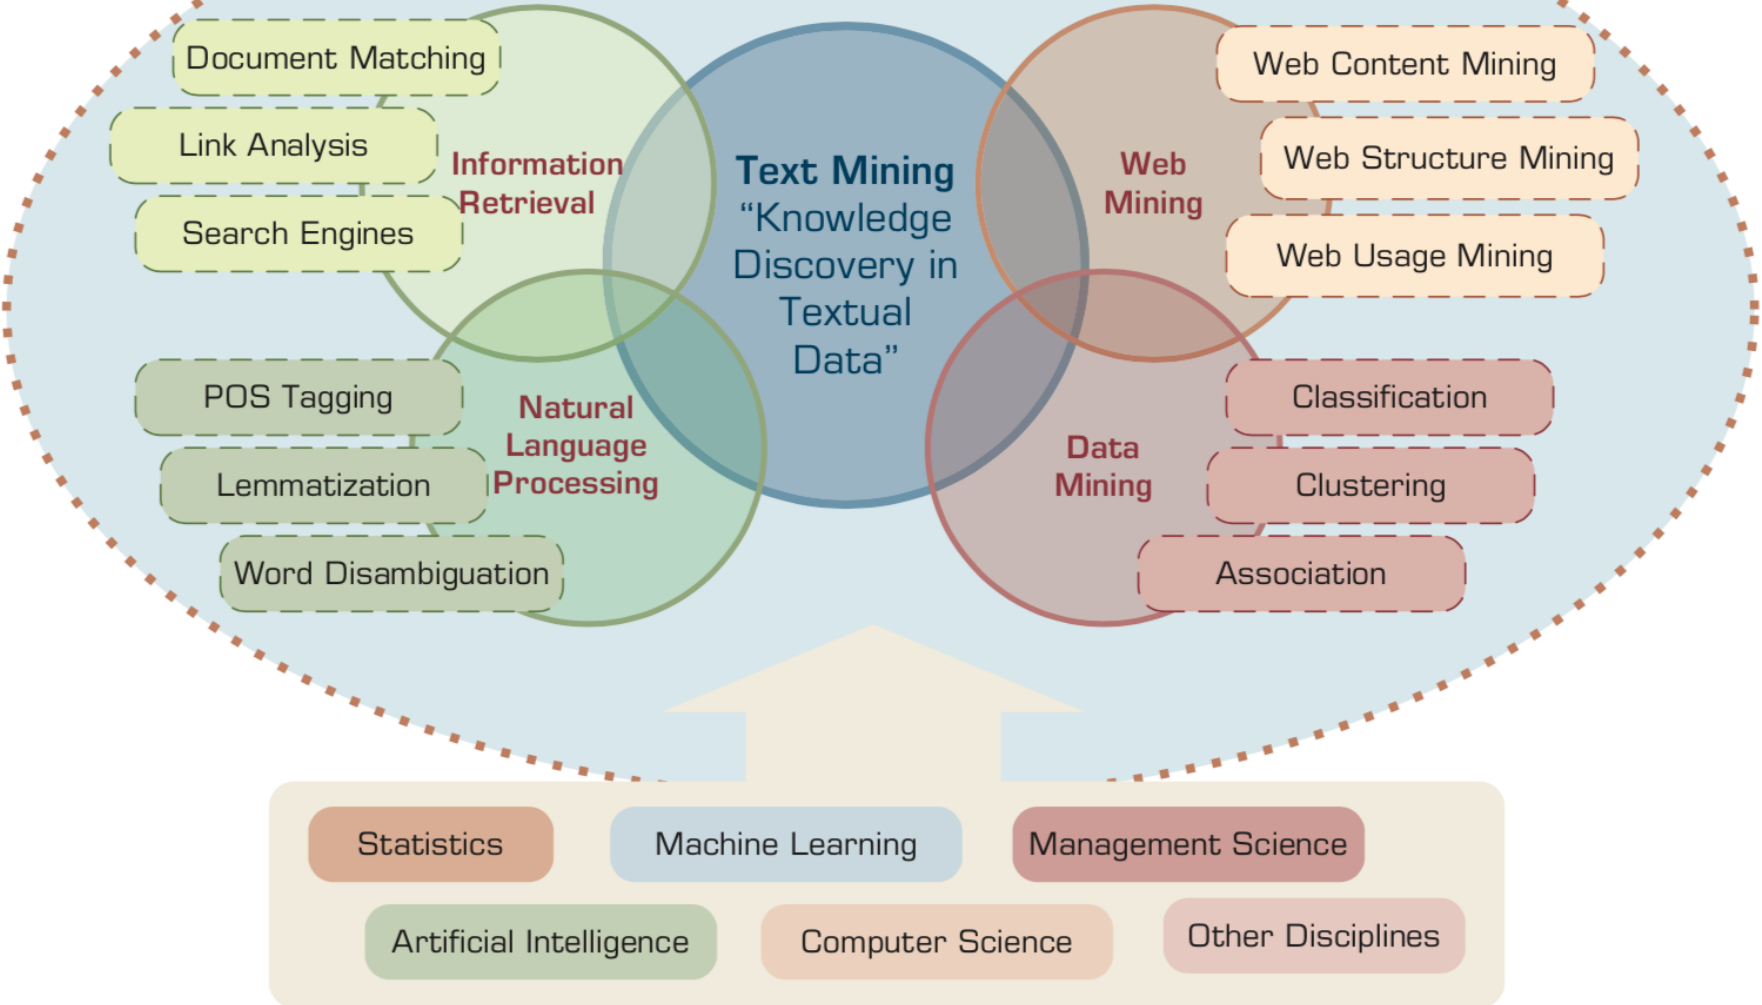 Document Matching
Link Analysis
Search Engines
Information
Retrieval
Text Mining
“Knowledge
Discovery in
Textual
Data”
Web
Mining
Web Content Mining
Web Structure Mining
Web Usage Mining
POS Tagging
Lemmatization
Word Disambiguation
Natural
Language
Processing
Data
Mining
Classification
Clustering
Association
Statistics
Machine Learning
Management Science
Artificial Intelligence
Computer Science
Other Disciplines